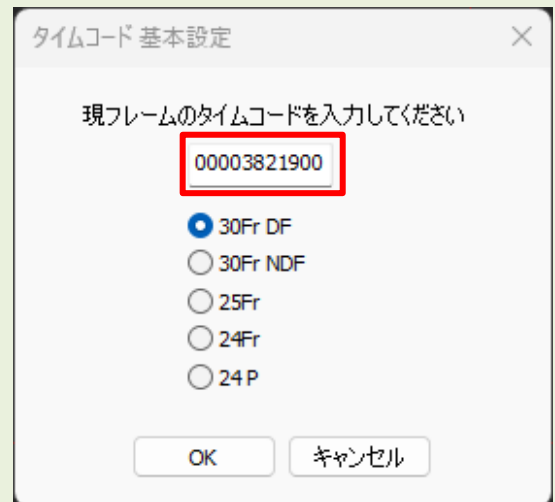 タイムコード 基本設定
現フレームのタイムコードを入力してください
00003821900
30Fr DF
30Fr NDF
25Fr
24Fr
24 P
OK キャンセル